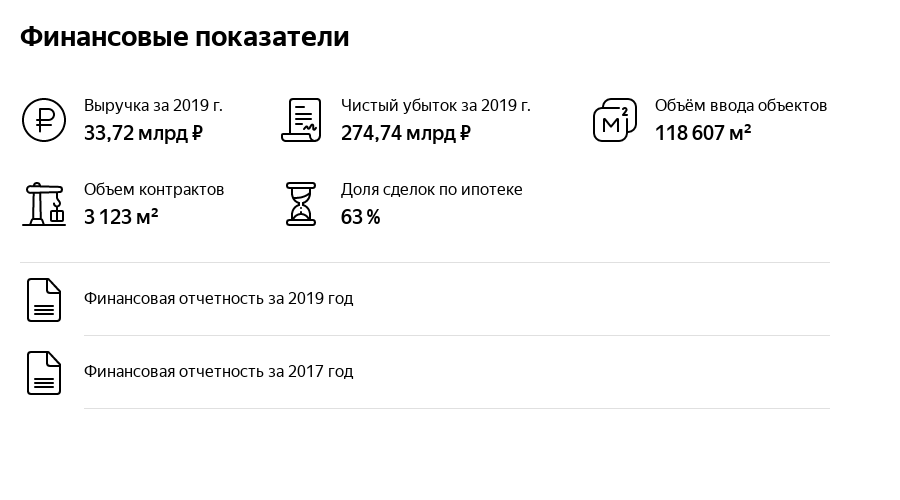 Финансовые показатели
Выручка за 2019 г.
33,72 млрд ₽
Чистый убыток за 2019 г.
274,74 млрд ₽
Объём ввода объектов
118 607 м²
Объем контрактов
3 123 м²
Доля сделок по ипотеке
63 %
Финансовая отчетность за 2019 год
Финансовая отчетность за 2017 год